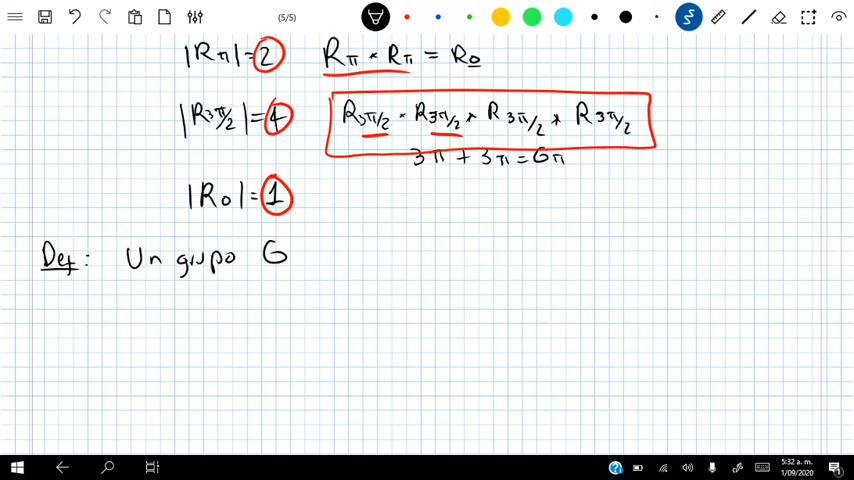 (5/5)
|Rπ|=2 Rπ * Rπ = R0
|R3π/2|=4 R3π/2 * R3π/2 * R3π/2 * R3π/2
3π + 3π = 6π
|R0|=1
Def: Un grupo G
5:32 a. m.
1/09/2020